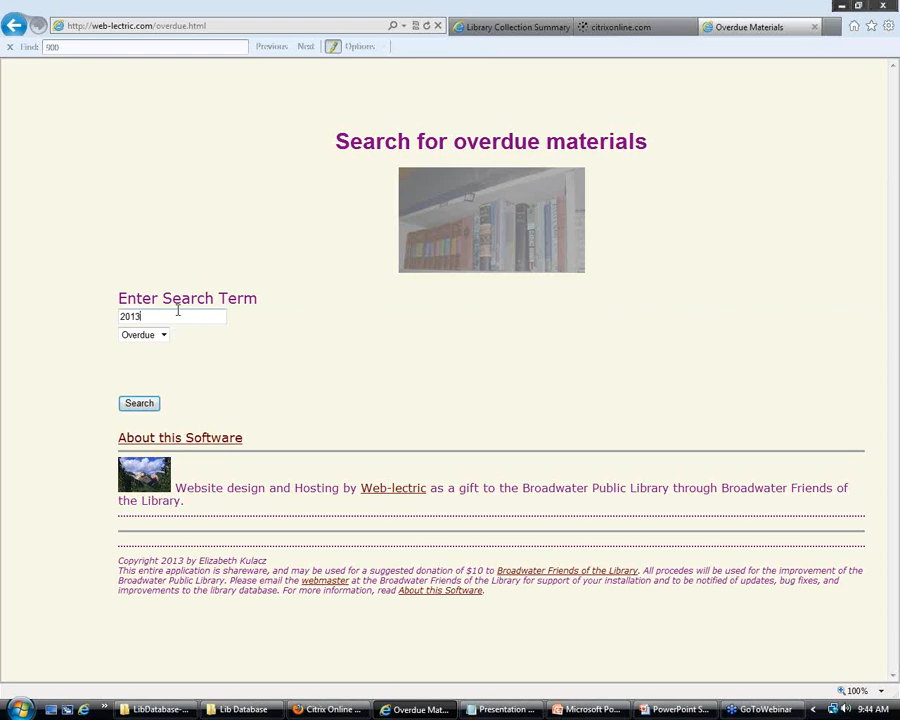 http://web-lectric.com/overdue.html
Library Collection Summary
citrixonline.com
Overdue Materials
Find: 900
Previous Next Options
Search for overdue materials
Enter Search Term
2013
Overdue
Search
About this Software
Website design and Hosting by Web-lectric as a gift to the Broadwater Public Library through Broadwater Friends of
the Library.
Copyright 2013 by Elizabeth Kulacz
This entire application is shareware, and may be used for a suggested donation of $10 to Broadwater Friends of the Library. All procedes will be used for the improvement of the
Broadwater Public Library. Please email the webmaster at the Broadwater Friends of the Library for support of your installation and to be notified of updates, bug fixes, and
improvements to the library database. For more information, read About this Software.
100%
LibDatabase-...
Lib Database
Citrix Online ...
Overdue Mat...
Presentation ...
Microsoft Po...
PowerPoint S...
GoToWebinar
9:44 AM